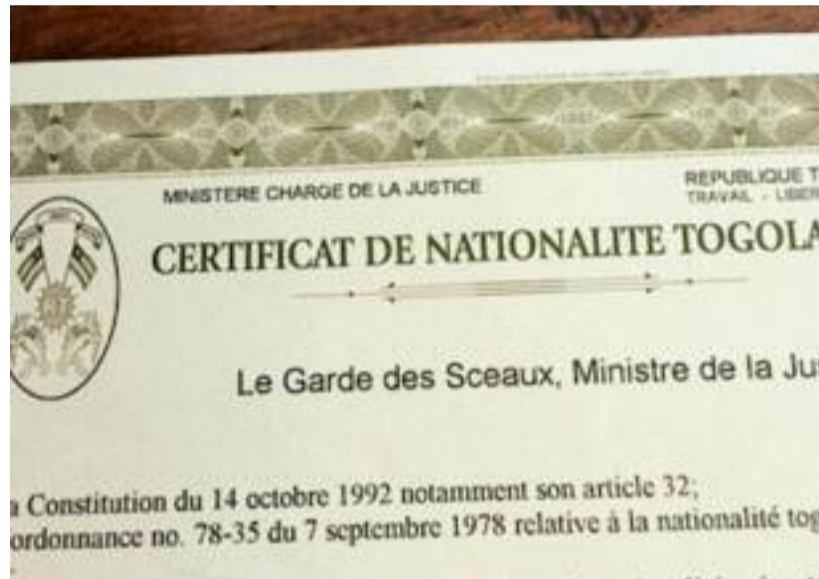 MINISTERE CHARGE DE LA JUSTICE
REPUBLIQUE T
TRAVAIL - LIBER
CERTIFICAT DE NATIONALITE TOGOLA
Le Garde des Sceaux, Ministre de la Jus
a Constitution du 14 octobre 1992 notamment son article 32;
ordonnance no. 78-35 du 7 septembre 1978 relative à la nationalité tog